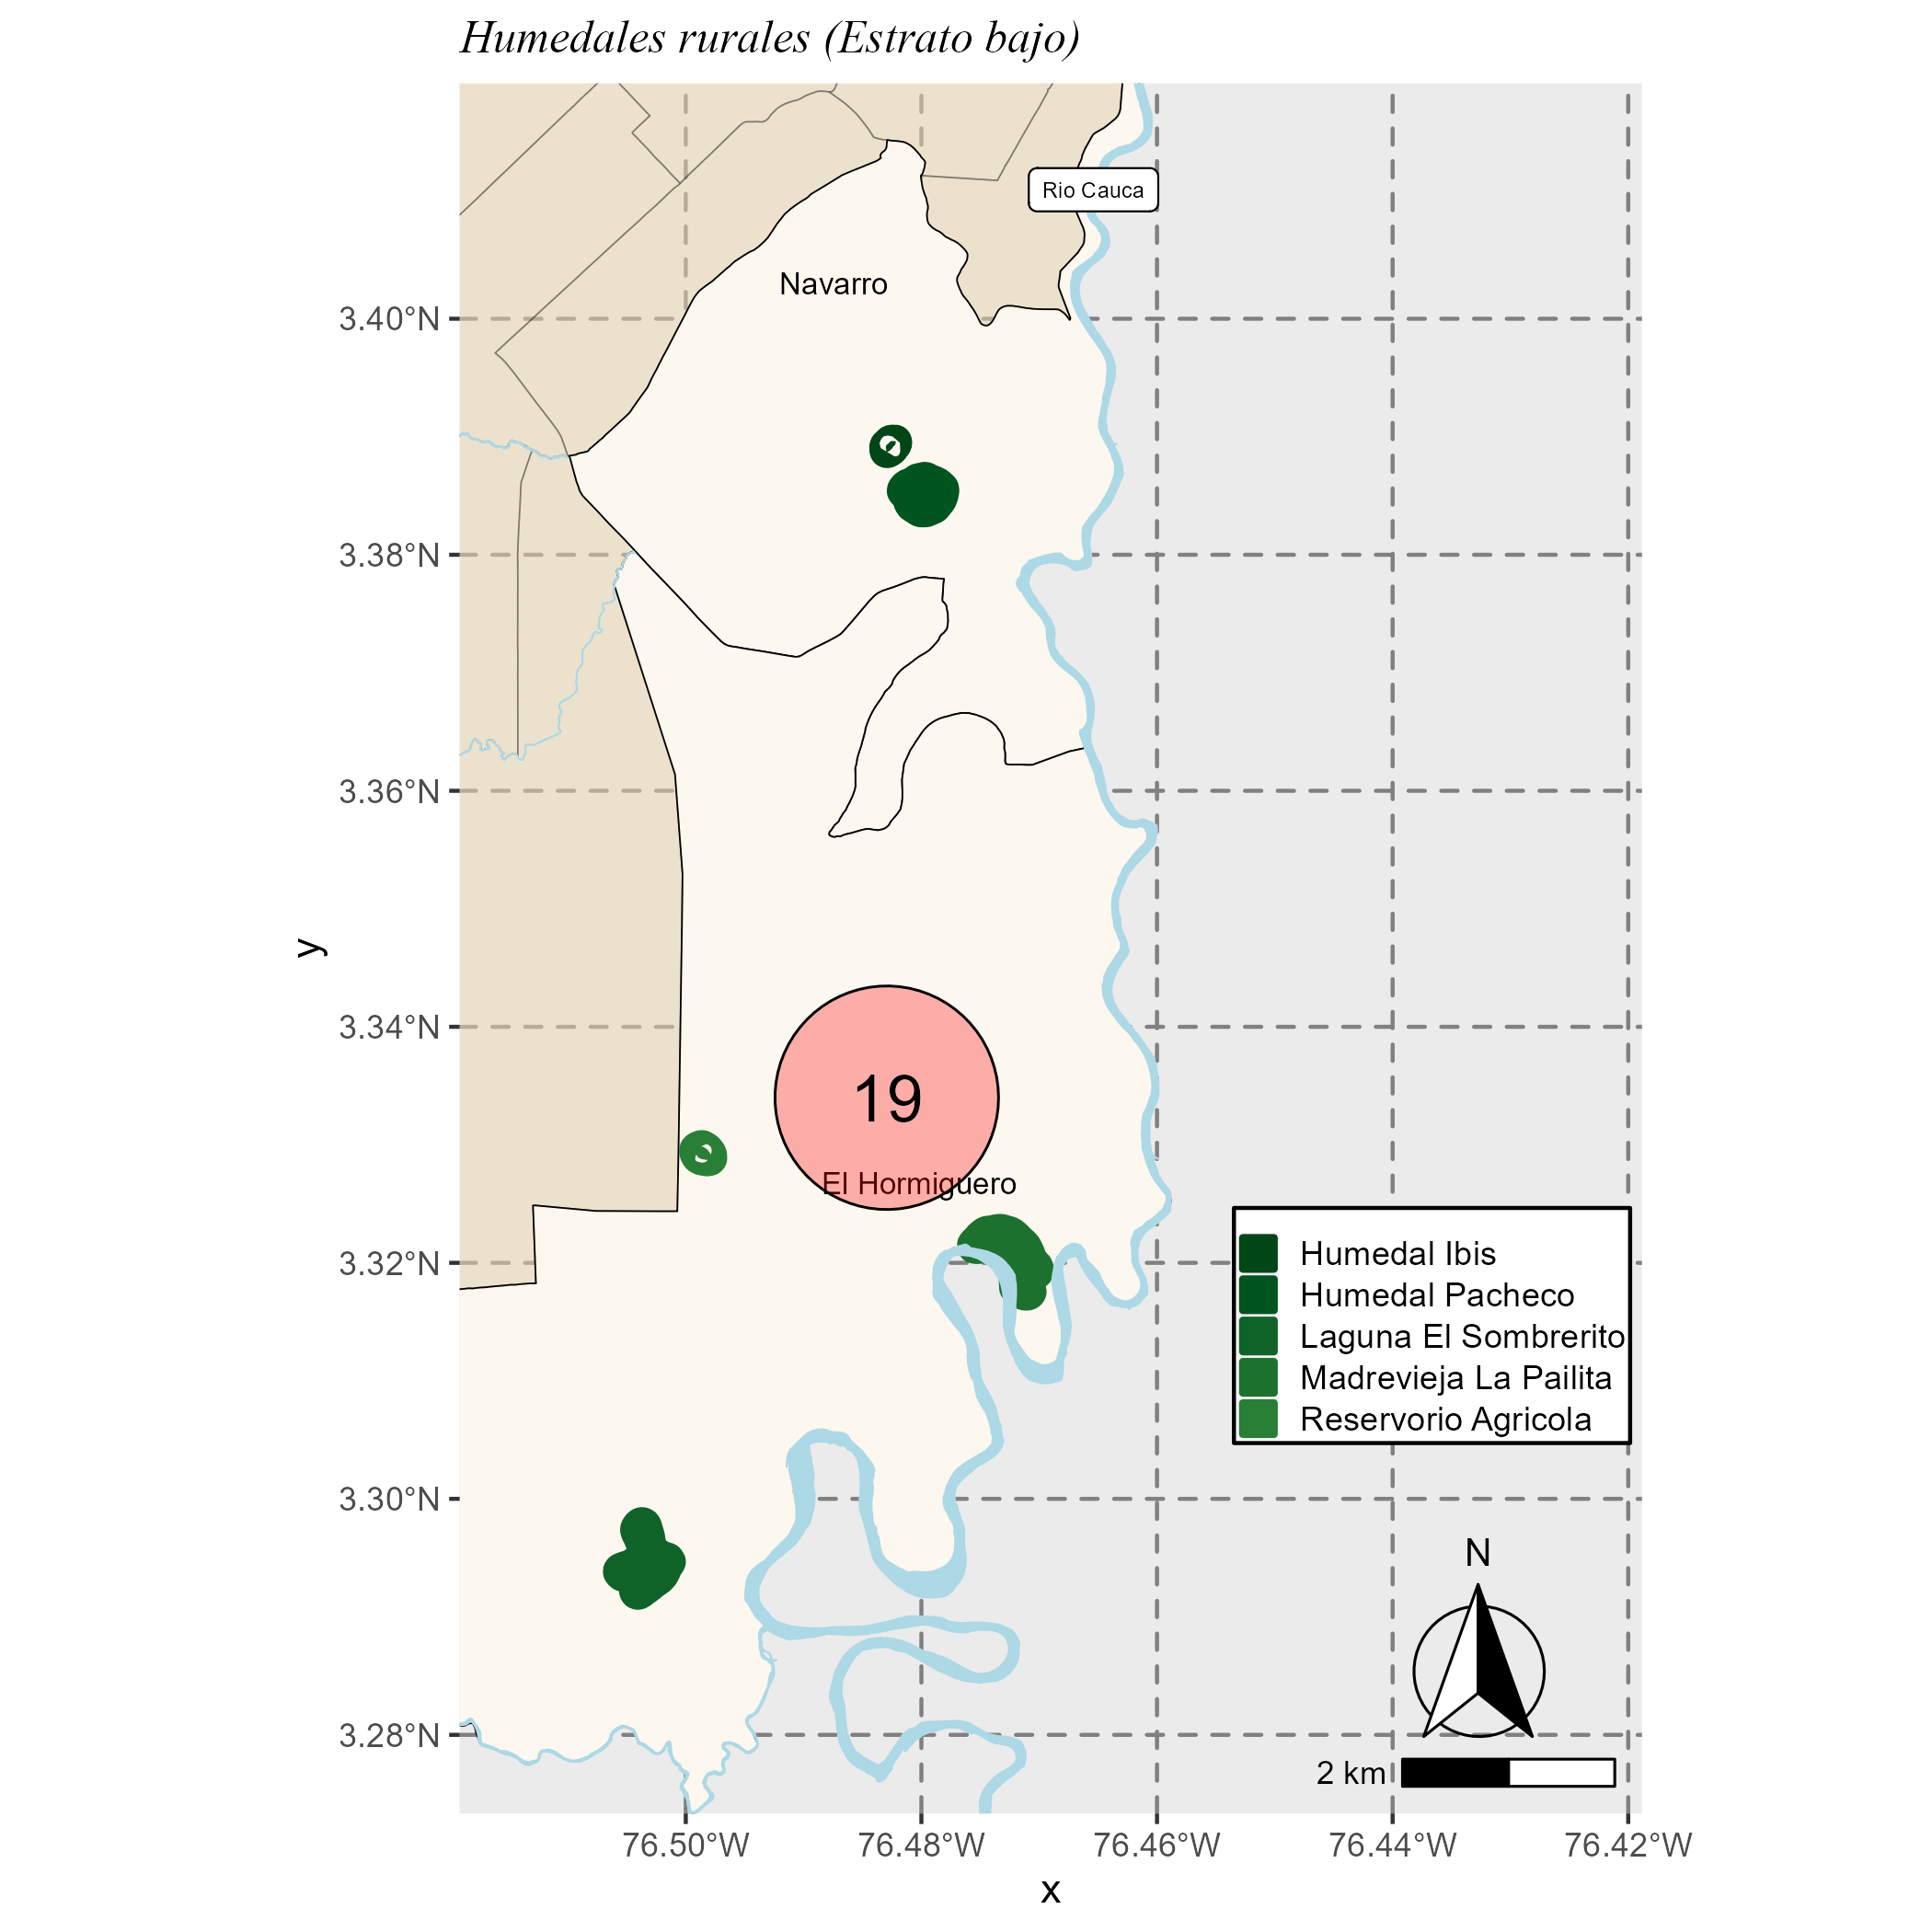 Humedales rurales (Estrato bajo)
Rio Cauca
Navarro
3.40°N
3.38°N
3.36°N
3.34°N
3.32°N
3.30°N
3.28°N
y
19
El Hormiguero
Humedal Ibis
Humedal Pacheco
Laguna El Sombrerito
Madrevieja La Pailita
Reservorio Agricola
N
2 km
76.50°W 76.48°W 76.46°W 76.44°W 76.42°W
x